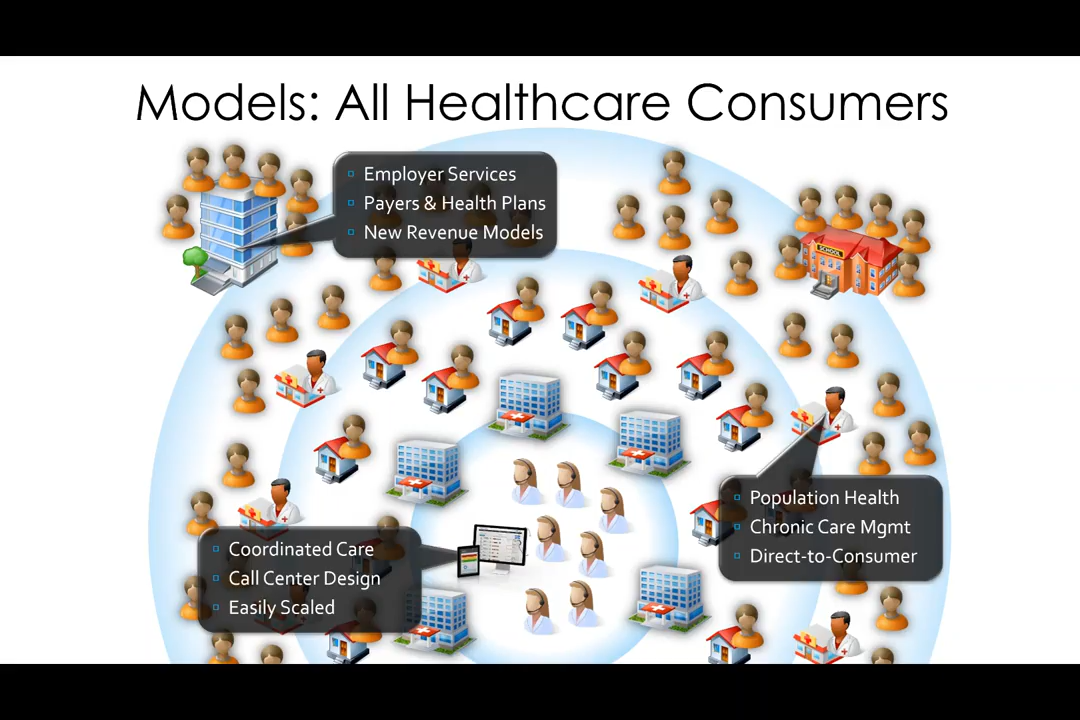 Models: All Healthcare Consumers
Employer Services
Payers & Health Plans
New Revenue Models
SCHOOL
Population Health
Chronic Care Mgmt
Direct-to-Consumer
Coordinated Care
Call Center Design
Easily Scaled